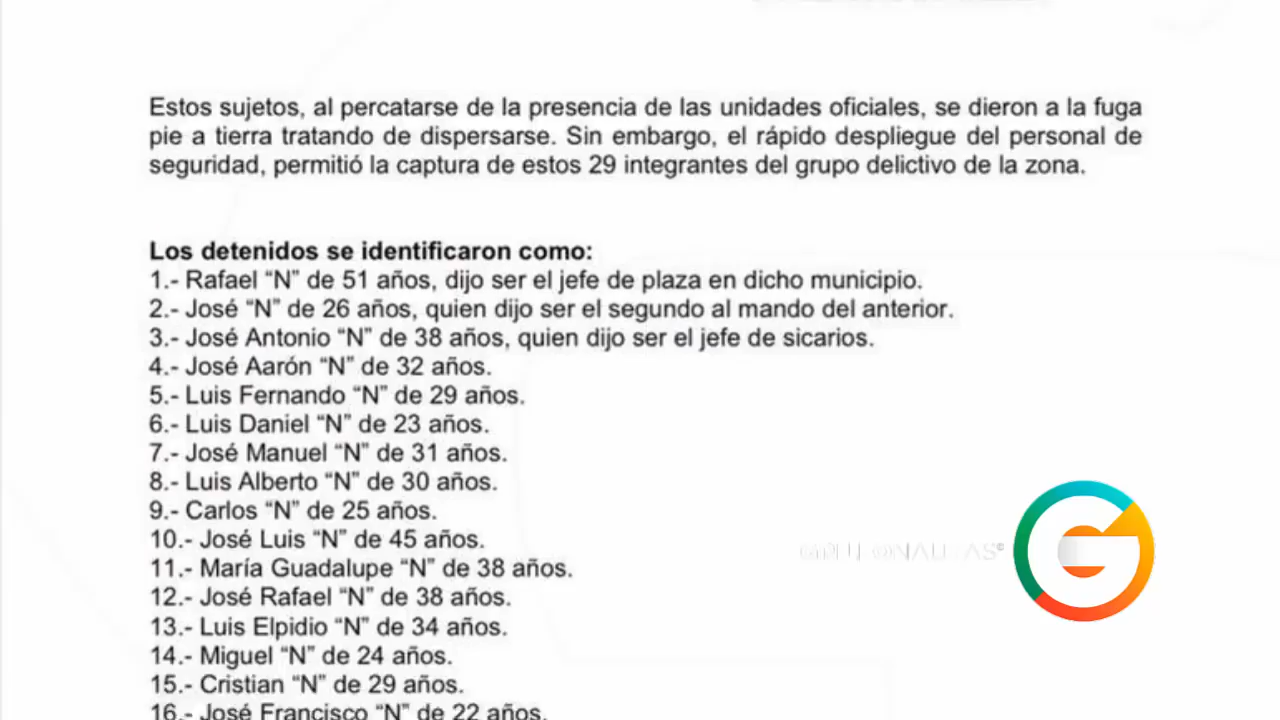 Estos sujetos, al percatarse de la presencia de las unidades oficiales, se dieron a la fuga
pie a tierra tratando de dispersarse. Sin embargo, el rápido despliegue del personal de
seguridad, permitió la captura de estos 29 integrantes del grupo delictivo de la zona.
Los detenidos se identificaron como:
1.- Rafael “N” de 51 años, dijo ser el jefe de plaza en dicho municipio.
2.- José “N” de 26 años, quien dijo ser el segundo al mando del anterior.
3.- José Antonio “N” de 38 años, quien dijo ser el jefe de sicarios.
4.- José Aarón “N” de 32 años.
5.- Luis Fernando “N” de 29 años.
6.- Luis Daniel “N” de 23 años.
7.- José Manuel “N” de 31 años.
8.- Luis Alberto “N” de 30 años.
9.- Carlos “N” de 25 años.
10.- José Luis “N” de 45 años.
11.- María Guadalupe “N” de 38 años.
12.- José Rafael “N” de 38 años.
13.- Luis Elpidio “N” de 34 años.
14.- Miguel “N” de 24 años.
15.- Cristian “N” de 29 años.
16.- José Francisco “N” de 22 años.
G